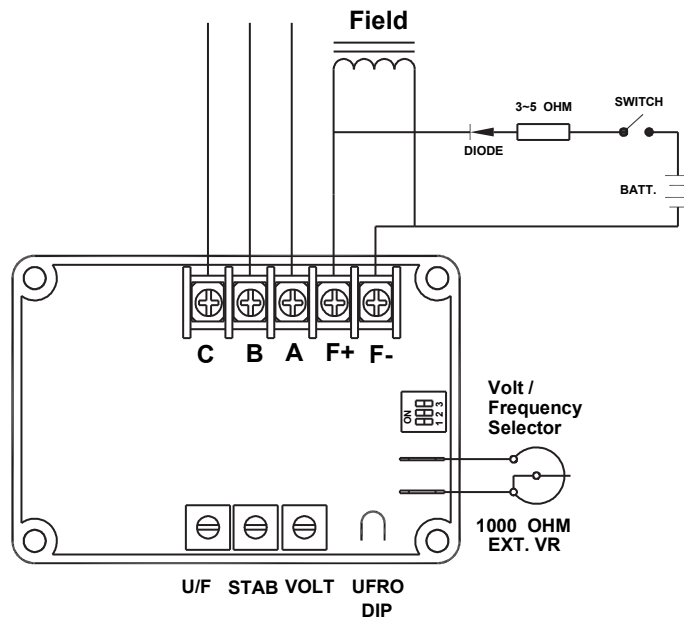 Field
3~5 OHM
SWITCH
DIODE
BATT.
C B A F+ F-
ON
1 2 3
Volt /
Frequency
Selector
1000 OHM
EXT. VR
U/F STAB VOLT UFRO
DIP